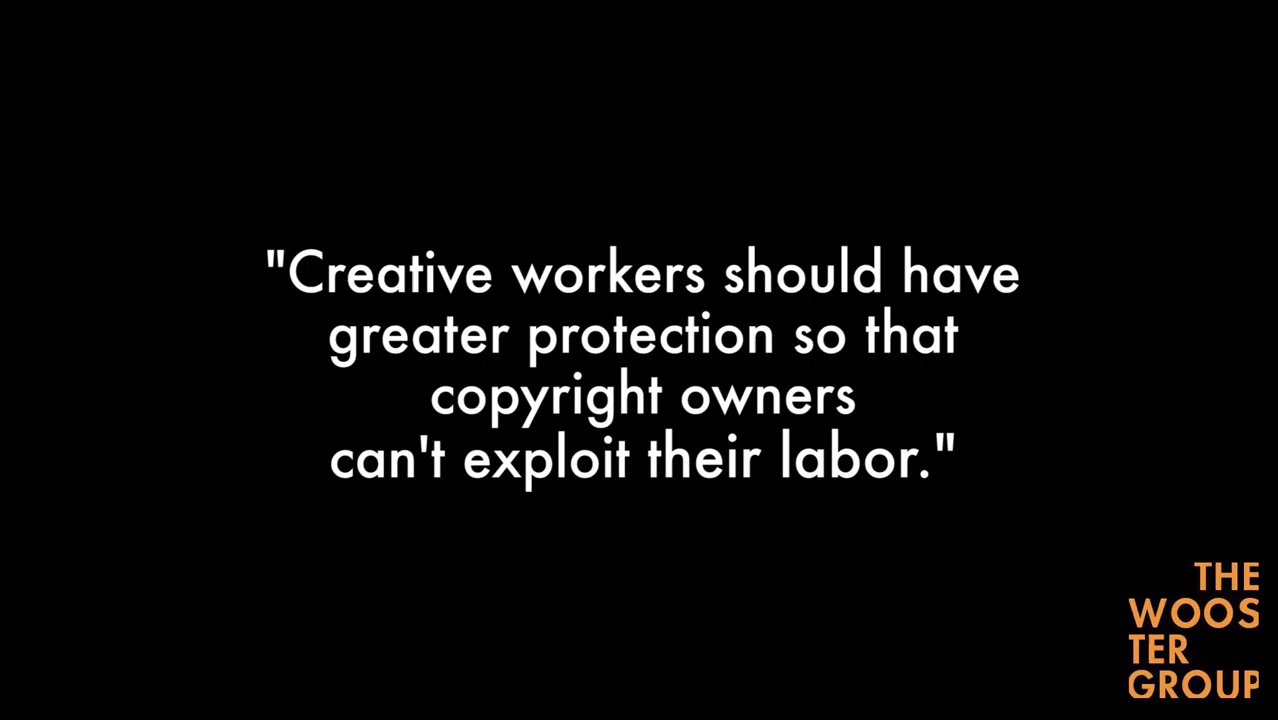 "Creative workers should have
greater protection so that
copyright owners
can't exploit their labor."
THE
WOOS
TER
GROUP